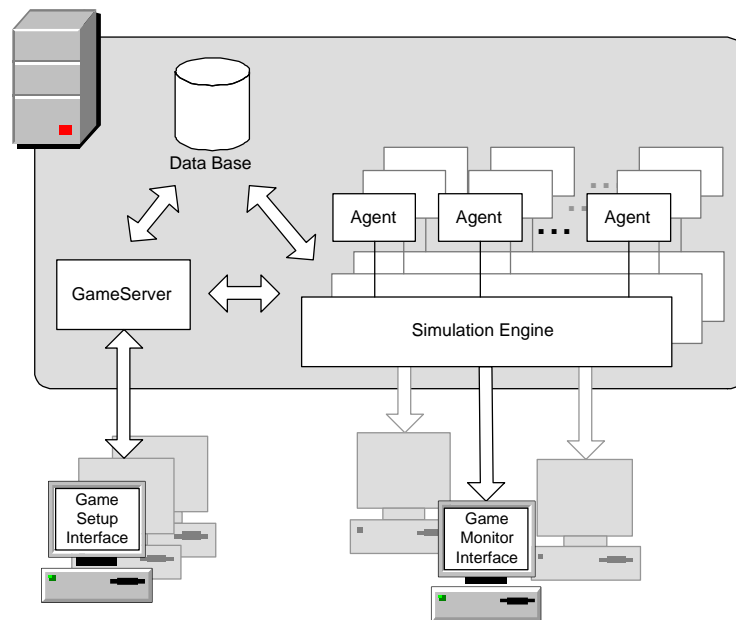 Data Base
Agent
Agent
Agent
GameServer
Simulation Engine
Game
Setup
Interface
Game
Monitor
Interface